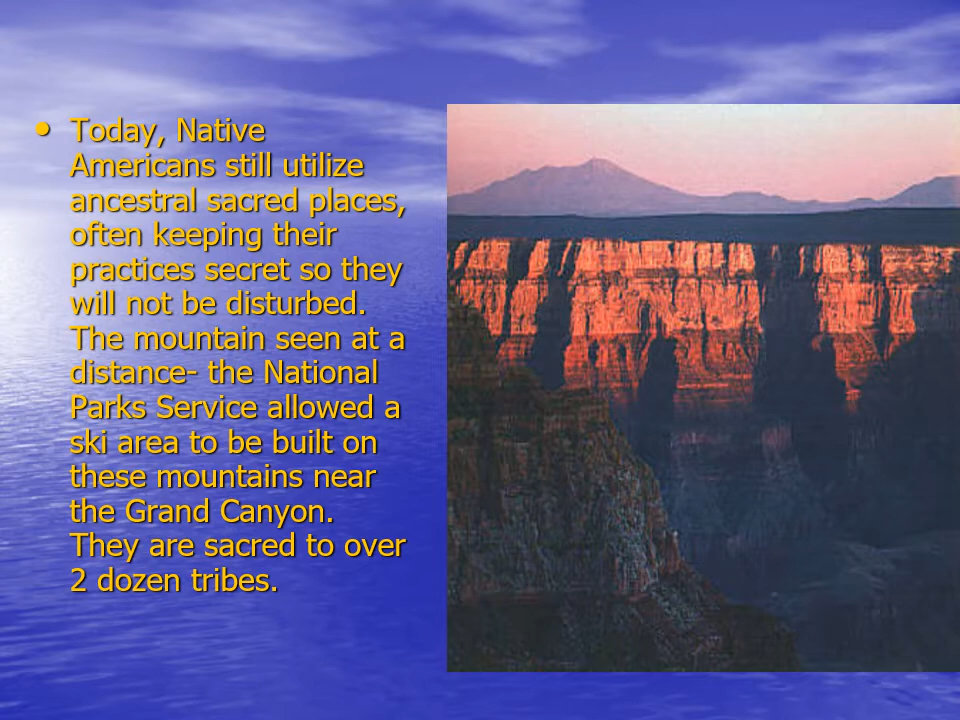 • Today, Native
Americans still utilize
ancestral sacred places,
often keeping their
practices secret so they
will not be disturbed.
The mountain seen at a
distance- the National
Parks Service allowed a
ski area to be built on
these mountains near
the Grand Canyon.
They are sacred to over
2 dozen tribes.